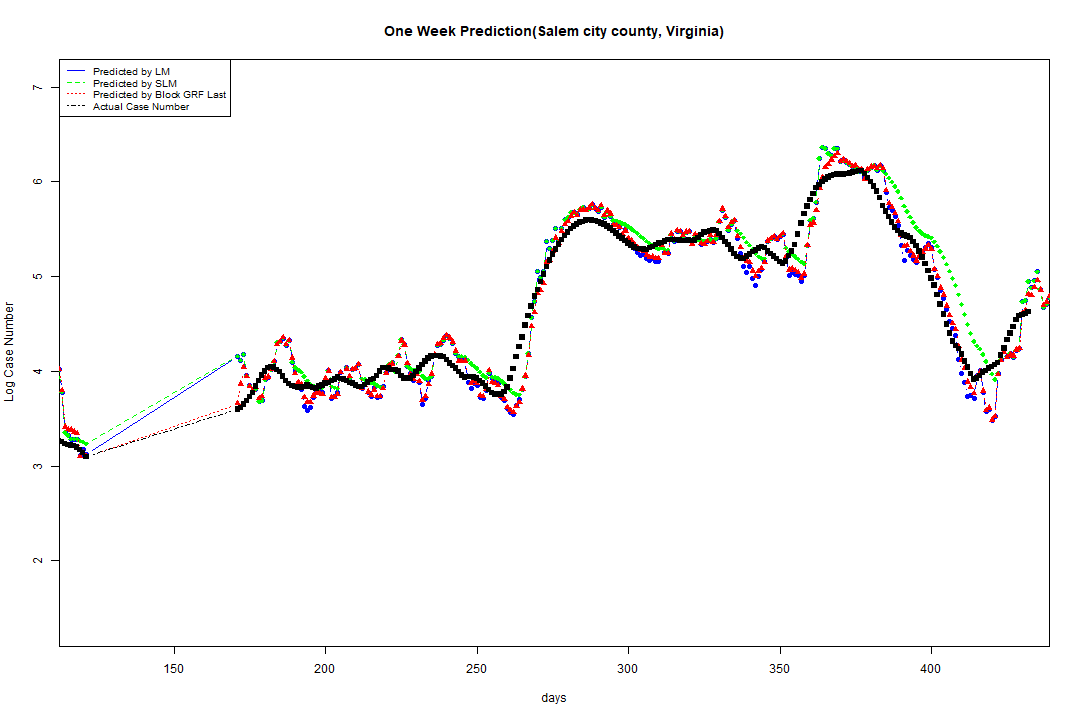 One Week Prediction(Salem city county, Virginia)
Predicted by LM
Predicted by SLM
Predicted by Block GRF Last
Actual Case Number
7
6
5
4
3
2
Log Case Number
150 200 250 300 350 400
days